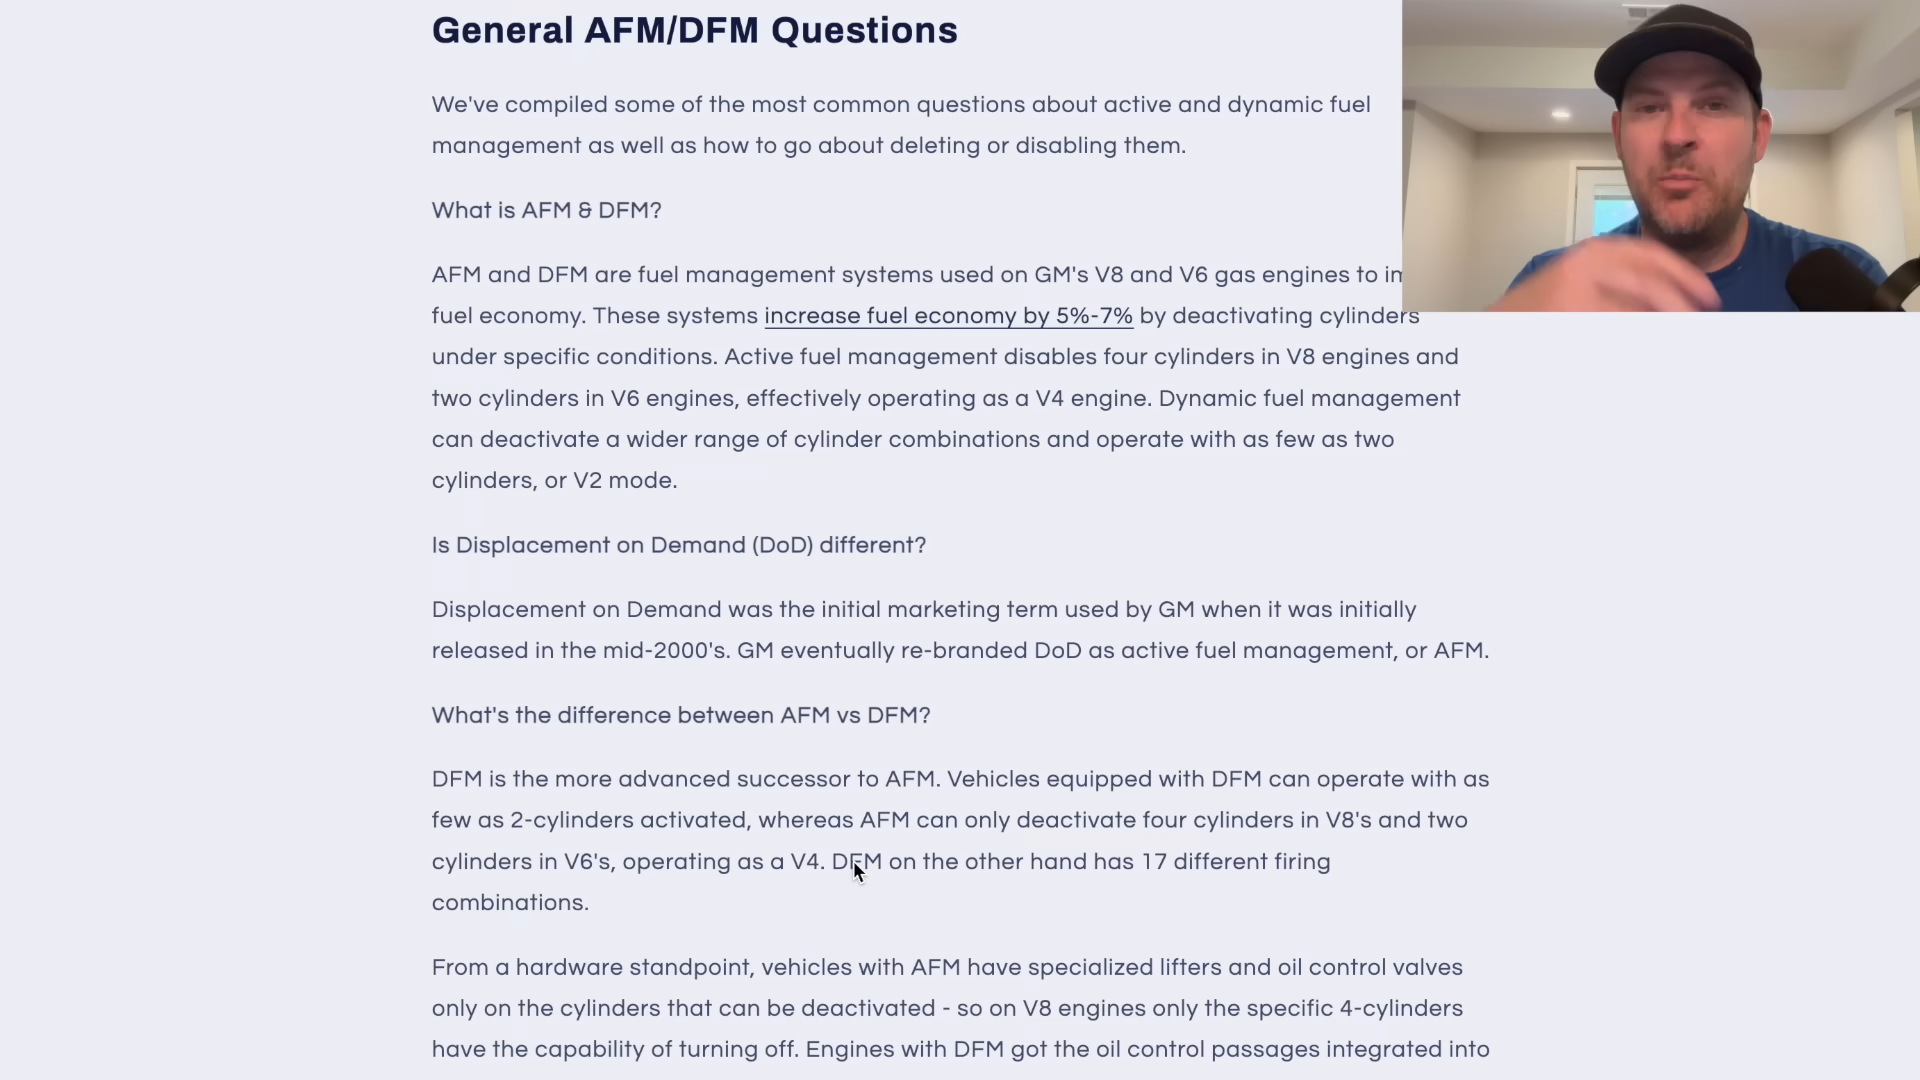 General AFM/DFM Questions
We've compiled some of the most common questions about active and dynamic fuel
management as well as how to go about deleting or disabling them.
What is AFM & DFM?
AFM and DFM are fuel management systems used on GM's V8 and V6 gas engines to
fuel economy. These systems increase fuel economy by 5%-7% by deactivating cylinders
under specific conditions. Active fuel management disables four cylinders in V8 engines and
two cylinders in V6 engines, effectively operating as a V4 engine. Dynamic fuel management
can deactivate a wider range of cylinder combinations and operate with as few as two
cylinders, or V2 mode.
Is Displacement on Demand (DoD) different?
Displacement on Demand was the initial marketing term used by GM when it was initially
released in the mid-2000's. GM eventually re-branded DoD as active fuel management, or AFM.
What's the difference between AFM vs DFM?
DFM is the more advanced successor to AFM. Vehicles equipped with DFM can operate with as
few as 2-cylinders activated, whereas AFM can only deactivate four cylinders in V8's and two
cylinders in V6's, operating as a V4. DFM on the other hand has 17 different firing
combinations.
From a hardware standpoint, vehicles with AFM have specialized lifters and oil control valves
only on the cylinders that can be deactivated - so on V8 engines only the specific 4-cylinders
have the capability of turning off. Engines with DFM got the oil control passages integrated into